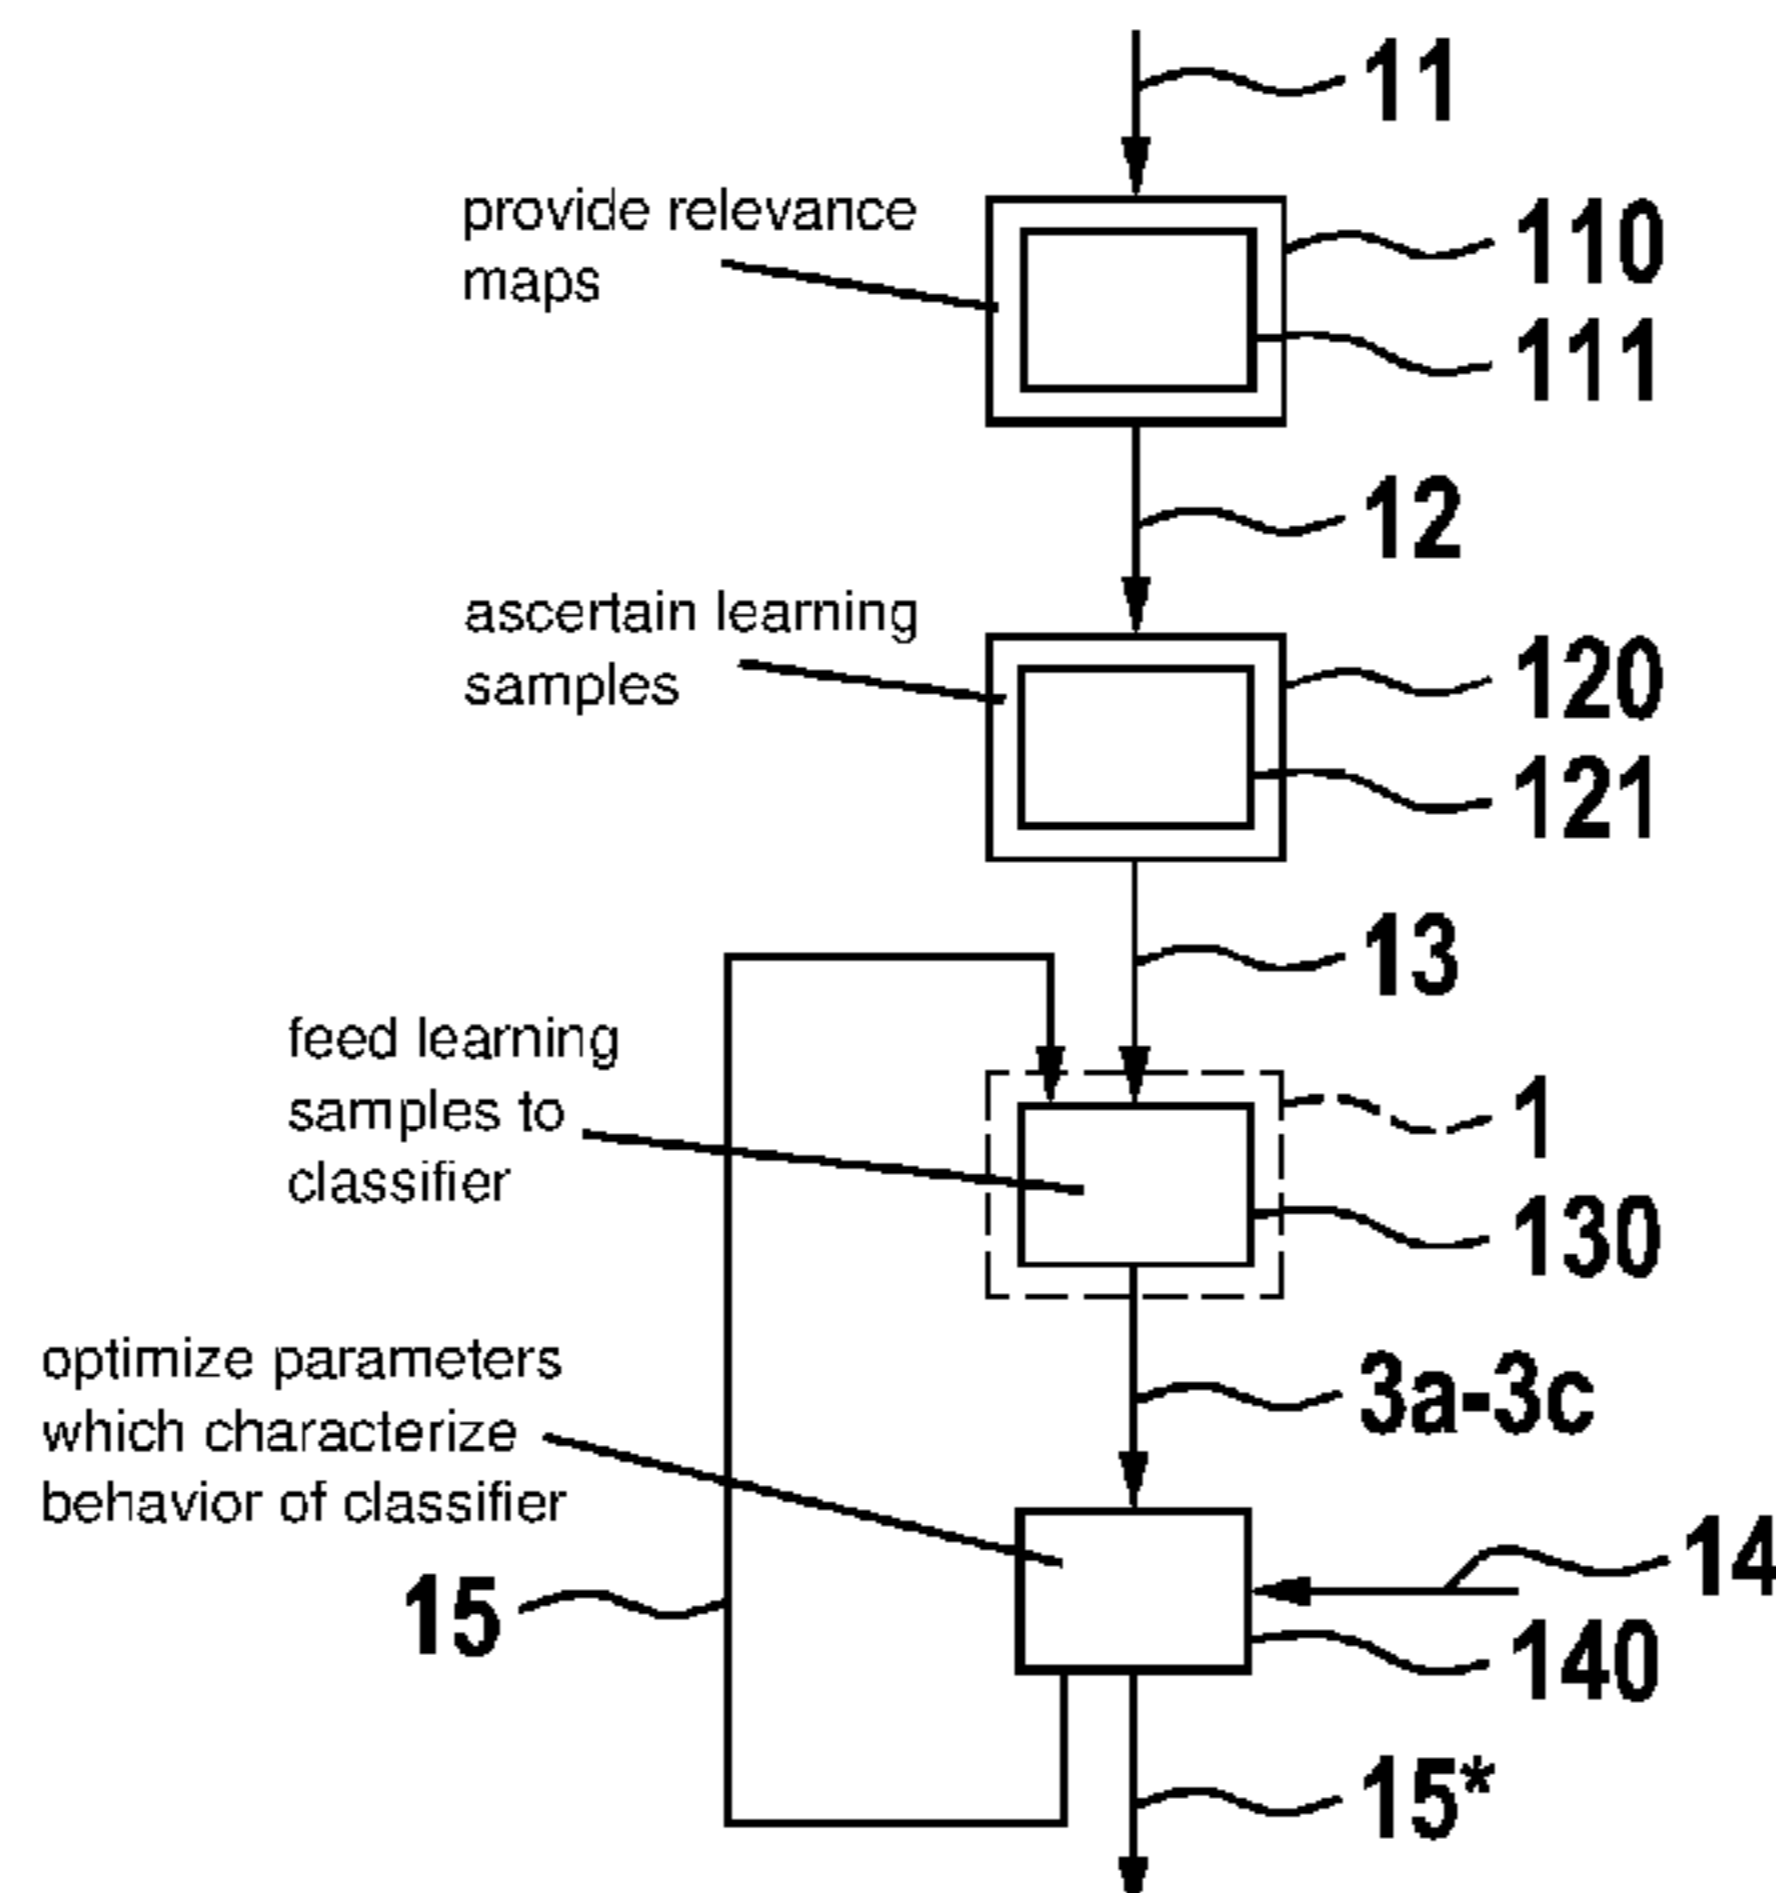 11
provide relevance
maps
110
111
12
ascertain learning
samples
120
121
13
feed learning
samples to
classifier
1
130
optimize parameters
which characterize
behavior of classifier
3a-3c
14
15
140
15*